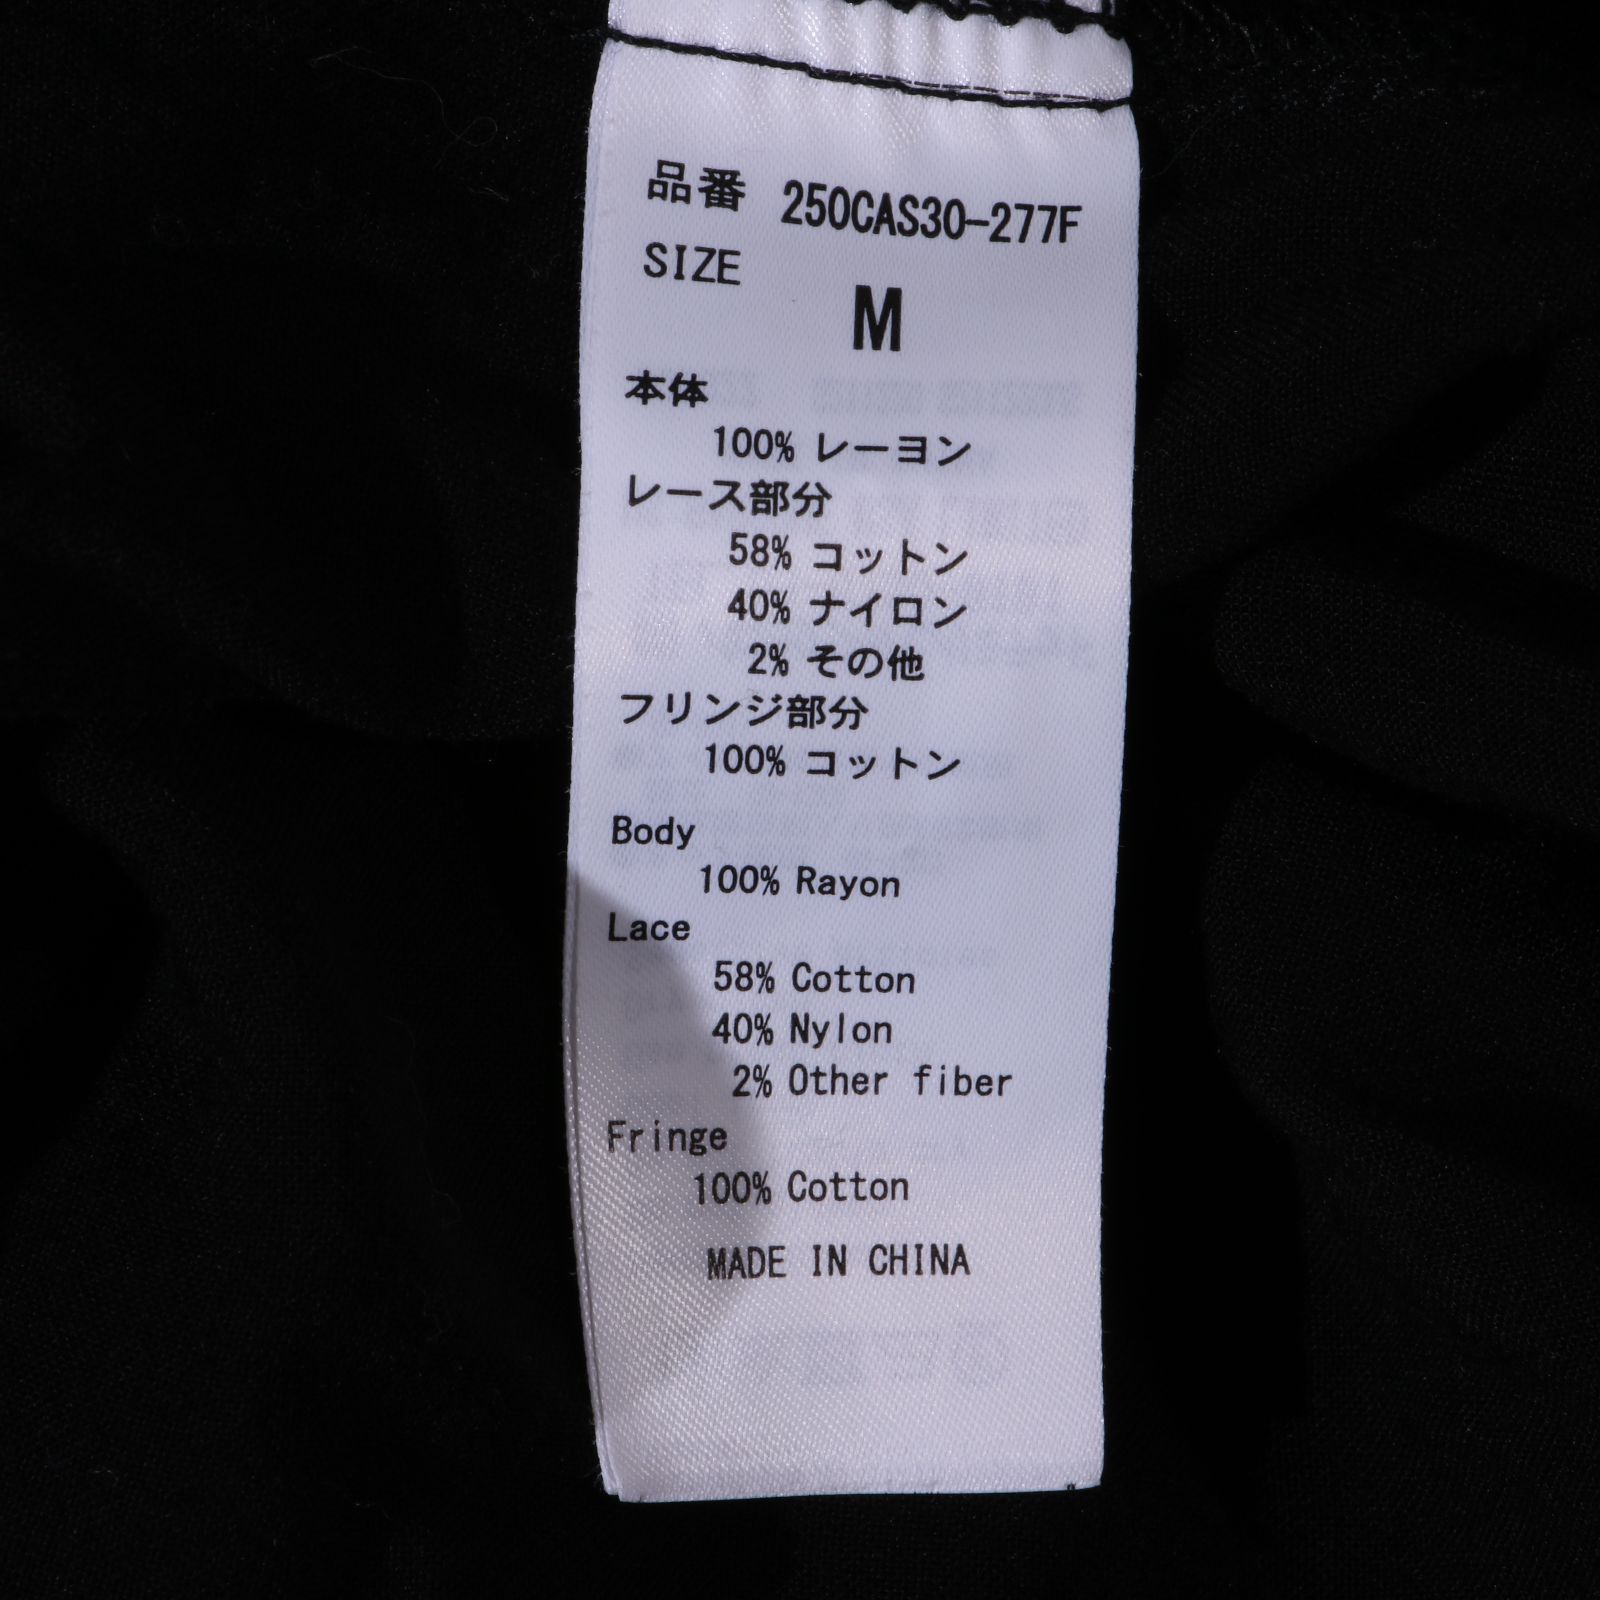 品番 250CAS30-277F
SIZE
M
本体
100% レーヨン
レース部分
58% コットン
40% ナイロン
2% その他
フリンジ部分
100% コットン
Body
100% Rayon
Lace
58% Cotton
40% Nylon
2% Other fiber
Fringe
100% Cotton
MADE IN CHINA